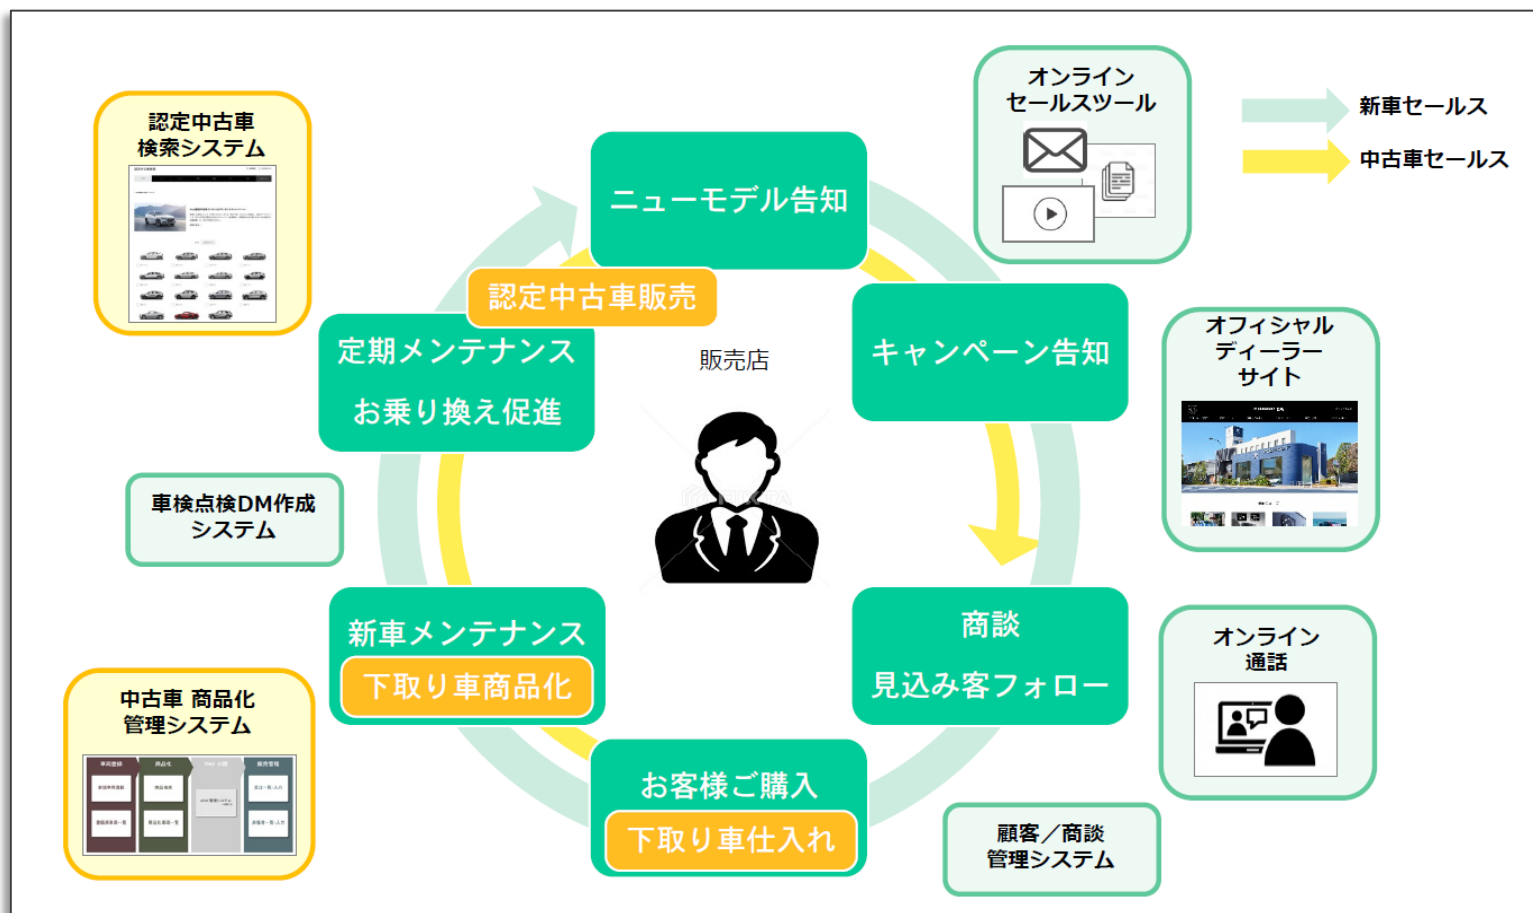 オンライン
セールスツール
新車セールス
中古車セールス
認定中古車
検索システム
ニューモデル告知
認定中古車販売
定期メンテナンス
お乗り換え促進
販売店
キャンペーン告知
オフィシャル
ディーラー
サイト
車検点検DM作成
システム
新車メンテナンス
下取り車商品化
商談
見込み客フォロー
オンライン
通話
中古車 商品化
管理システム
お客様ご購入
下取り車仕入れ
顧客／商談
管理システム